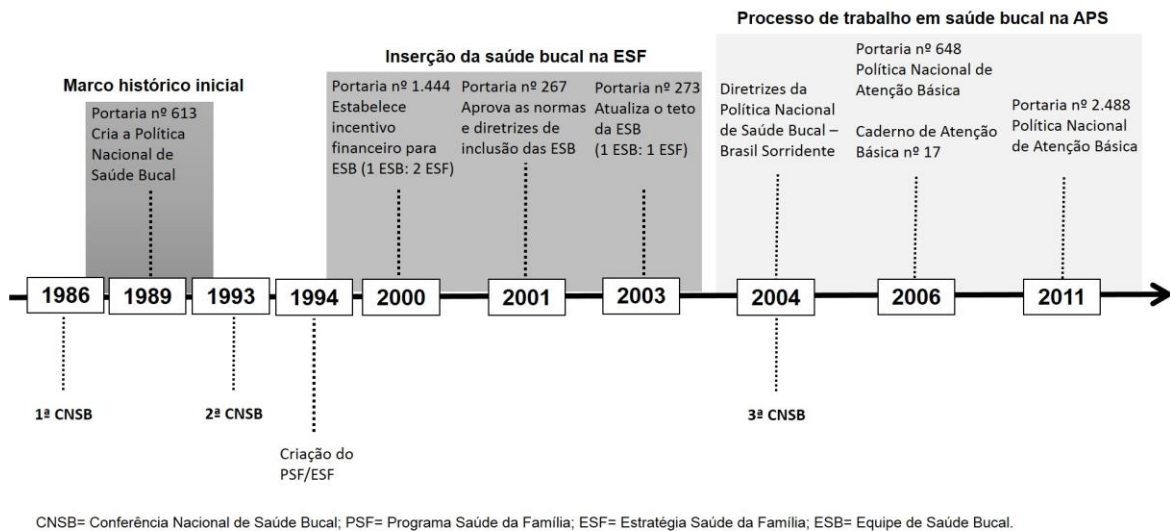 Marco histórico inicial
Portaria nº 613
Cria a Política
Nacional de
Saúde Bucal
Inserção da saúde bucal na ESF
Portaria nº 1.444
Estabelece
incentivo
financeiro para
ESB (1 ESB: 2 ESF)
Portaria nº 267
Aprova as normas
e diretrizes de
inclusão das ESB
Portaria nº 273
Atualiza o teto
da ESB
(1 ESB: 1 ESF)
Processo de trabalho em saúde bucal na APS
Diretrizes da
Política Nacional
de Saúde Bucal –
Brasil Sorridente
Portaria nº 648
Política Nacional de
Atenção Básica
Caderno de Atenção
Básica nº 17
Portaria nº 2.488
Política Nacional
de Atenção Básica
1986
1989
1993
1994
2000
2001
2003
2004
2006
2011
1ª CNSB
2ª CNSB
Criação do
PSF/ESF
3ª CNSB
CNSB= Conferência Nacional de Saúde Bucal; PSF= Programa Saúde da Família; ESF= Estratégia Saúde da Família; ESB= Equipe de Saúde Bucal.